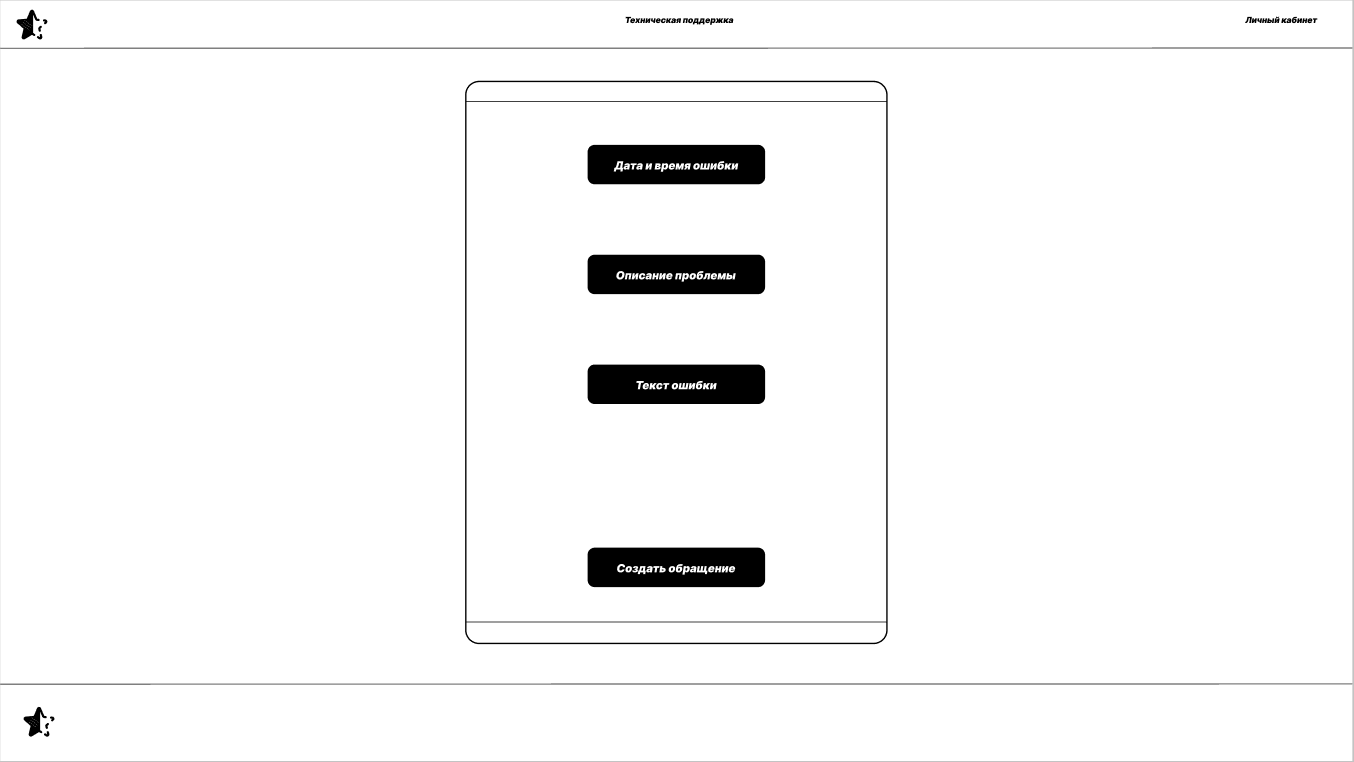 Техническая поддержка
Личный кабинет
Дата и время ошибки
Описание проблемы
Текст ошибки
Создать обращение